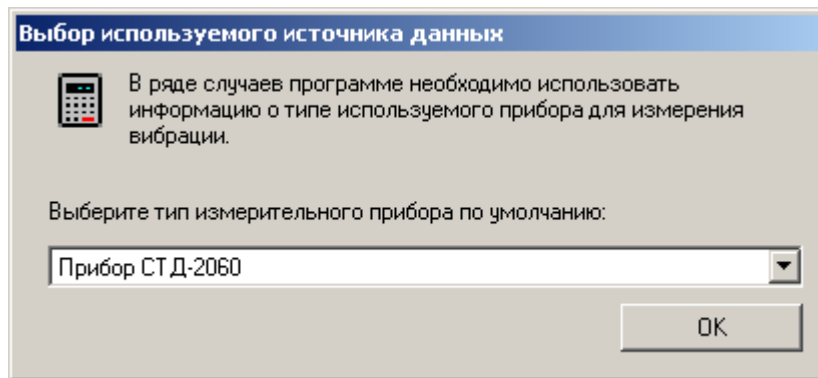 Выбор используемого источника данных
В ряде случаев программе необходимо использовать
информацию о типе используемого прибора для измерения
вибрации.
Выберите тип измерительного прибора по умолчанию:
Прибор СТД-2060
OK